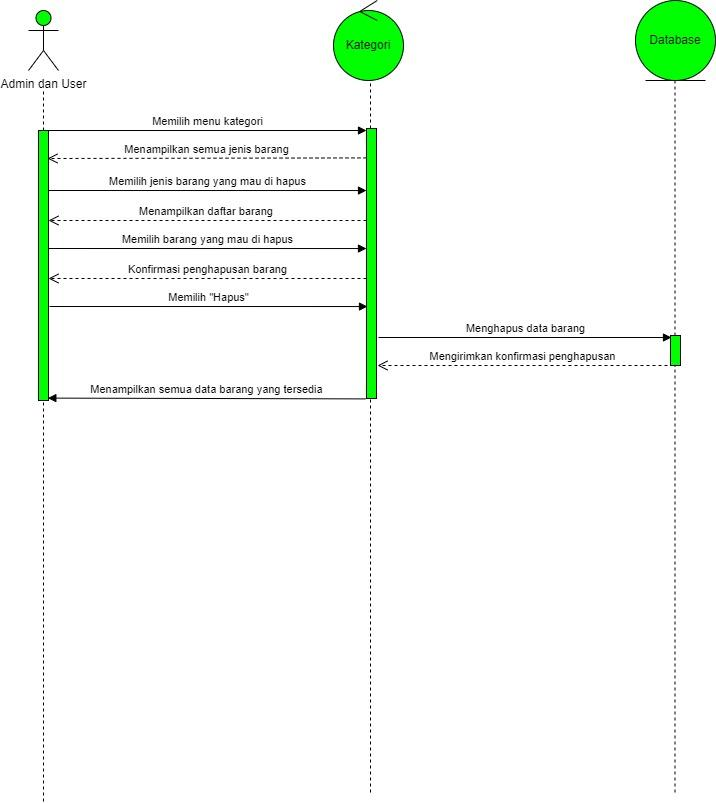 Kategori
Database
Admin dan User
Memilih menu kategori
Menampilkan semua jenis barang
Memilih jenis barang yang mau di hapus
Menampilkan daftar barang
Memilih barang yang mau di hapus
Konfirmasi penghapusan barang
Memilih "Hapus"
Menghapus data barang
Mengirimkan konfirmasi penghapusan
Menampilkan semua data barang yang tersedia